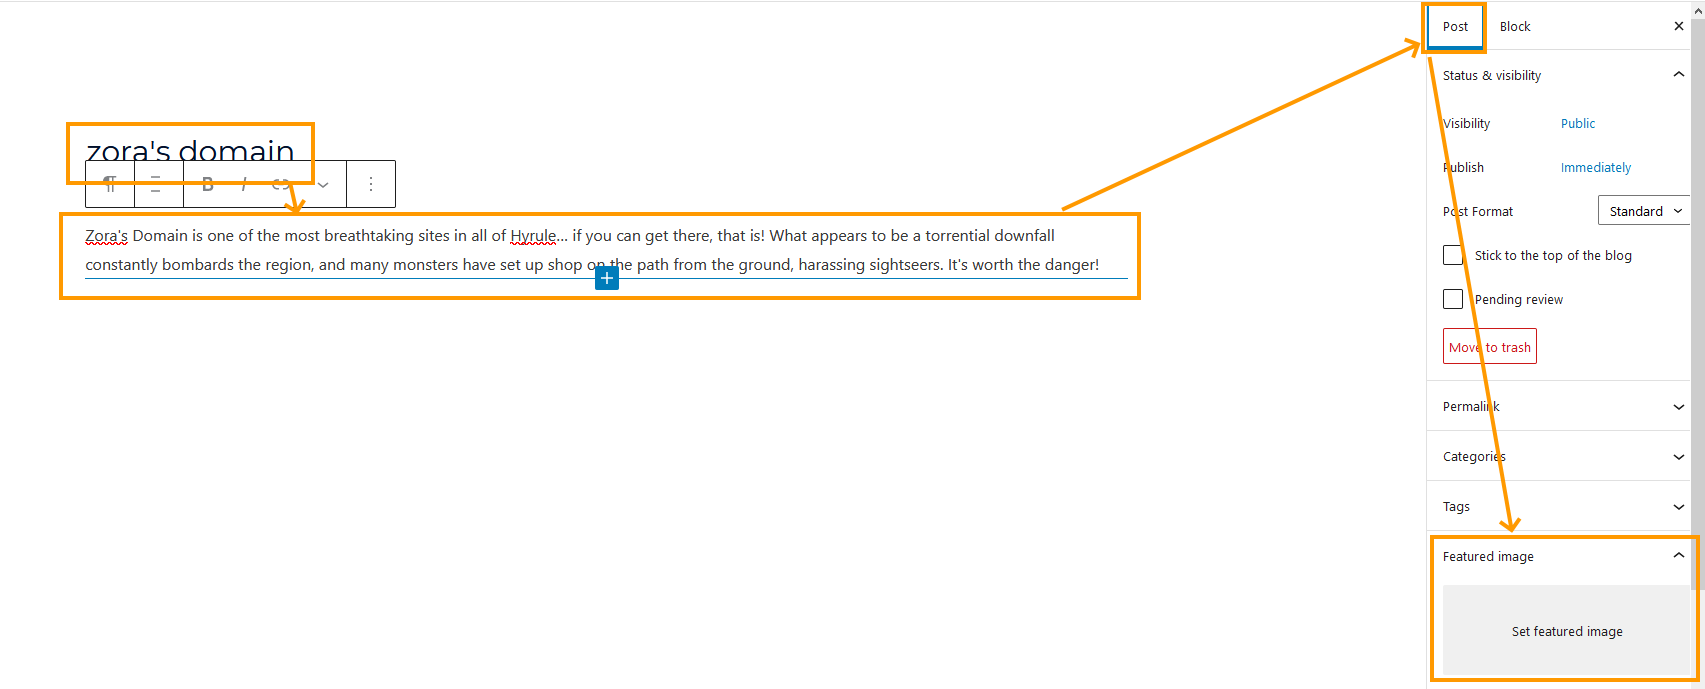 zora's domain
B I
Zora's Domain is one of the most breathtaking sites in all of Hyrule... if you can get there, that is! What appears to be a torrential downfall
constantly bombards the region, and many monsters have set up shop on the path from the ground, harassing sightseers. It's worth the danger!
Post Block
Status & visibility
Visibility Public
Publish Immediately
Post Format Standard
Stick to the top of the blog
Pending review
Move to trash
Permalink
Categories
Tags
Featured image
Set featured image